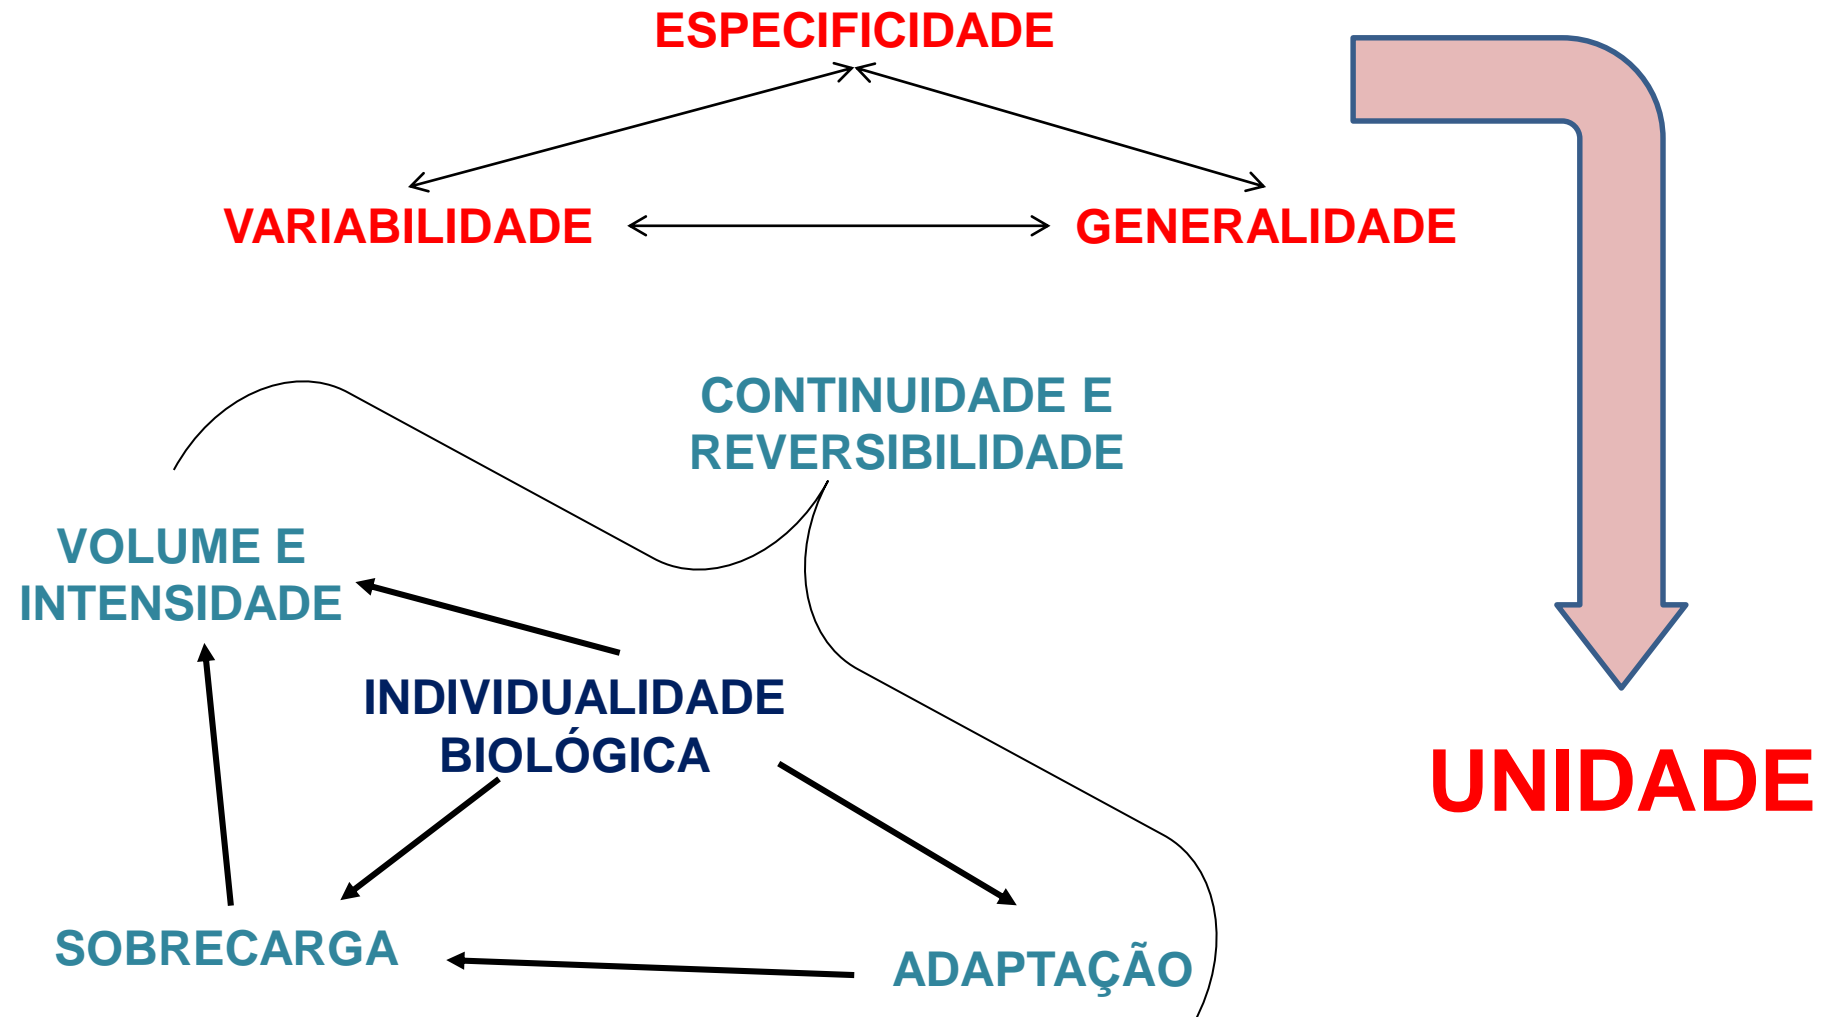 ESPECIFICIDADE
VARIABILIDADE
GENERALIDADE
CONTINUIDADE E
REVERSIBILIDADE
VOLUME E
INTENSIDADE
INDIVIDUALIDADE
BIOLÓGICA
UNIDADE
SOBRECARGA
ADAPTAÇÃO